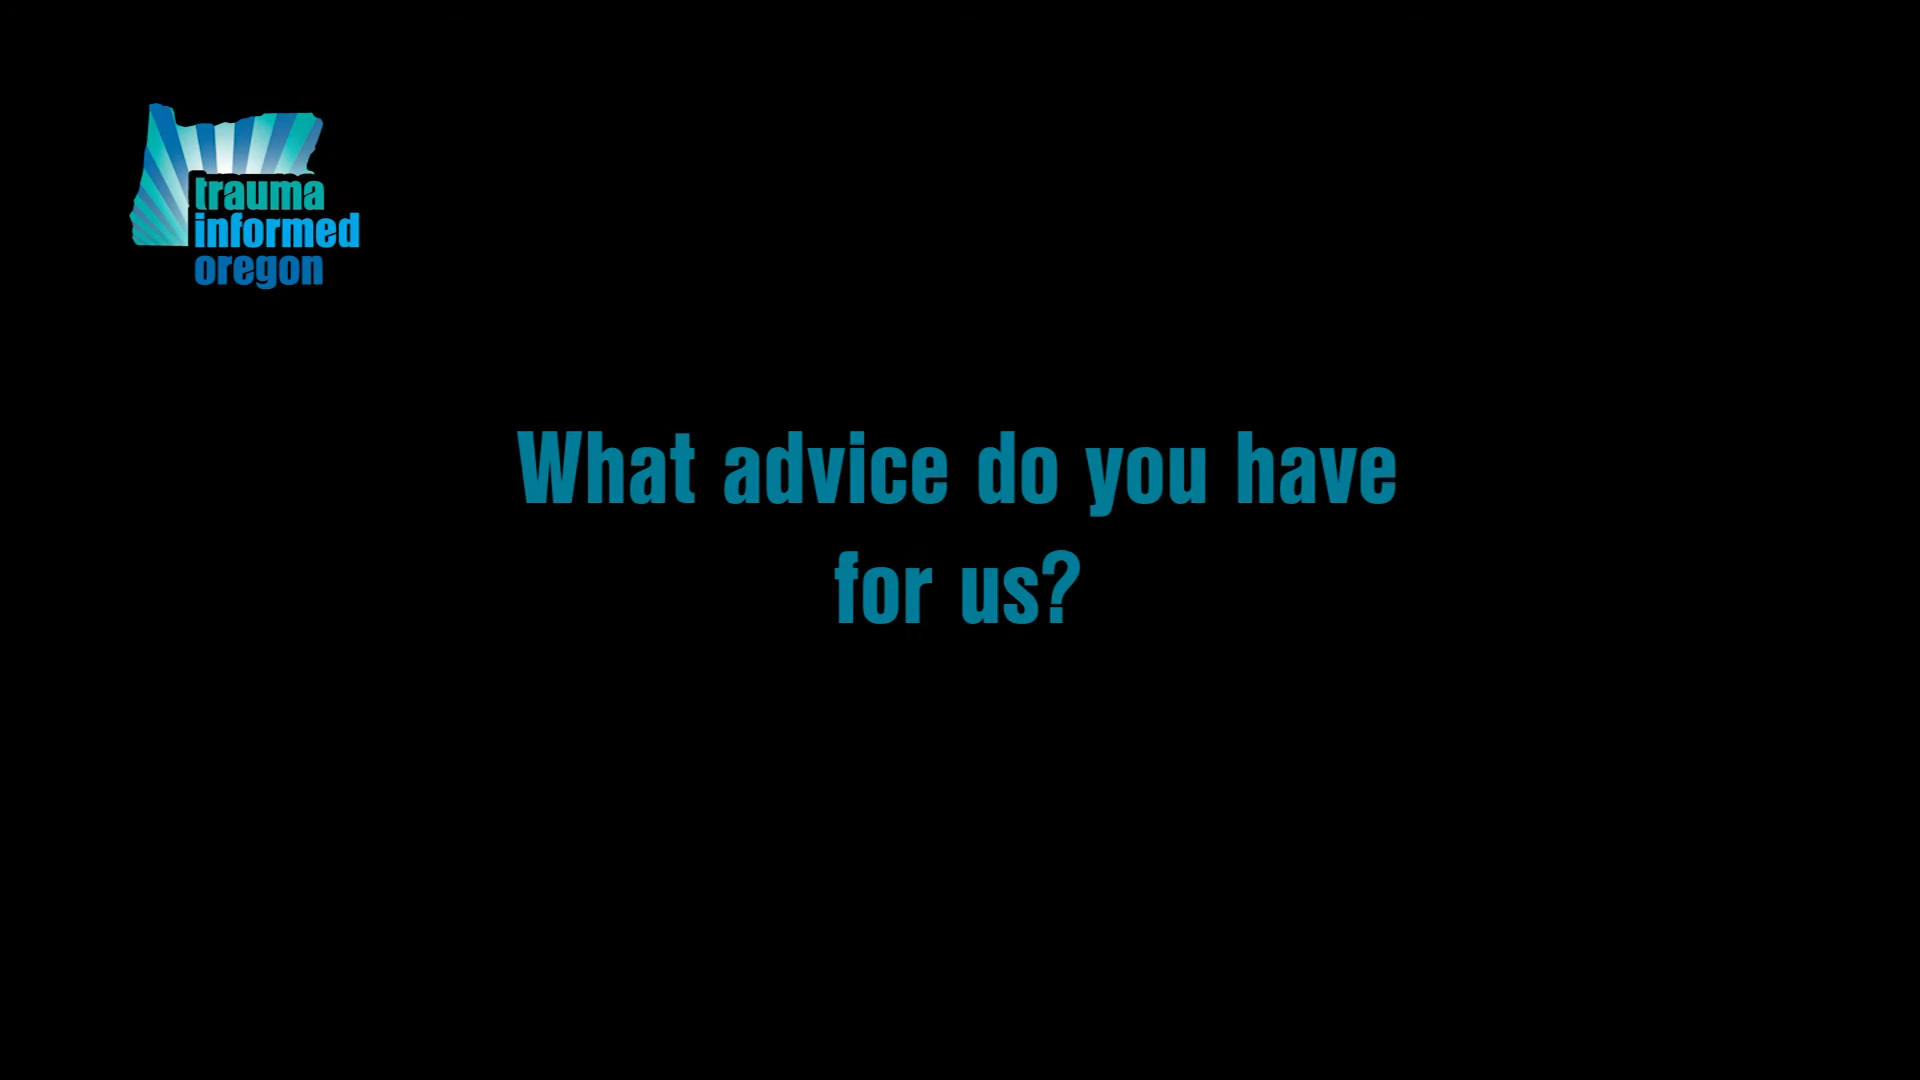 trauma
informed
oregon
What advice do you have
for us?